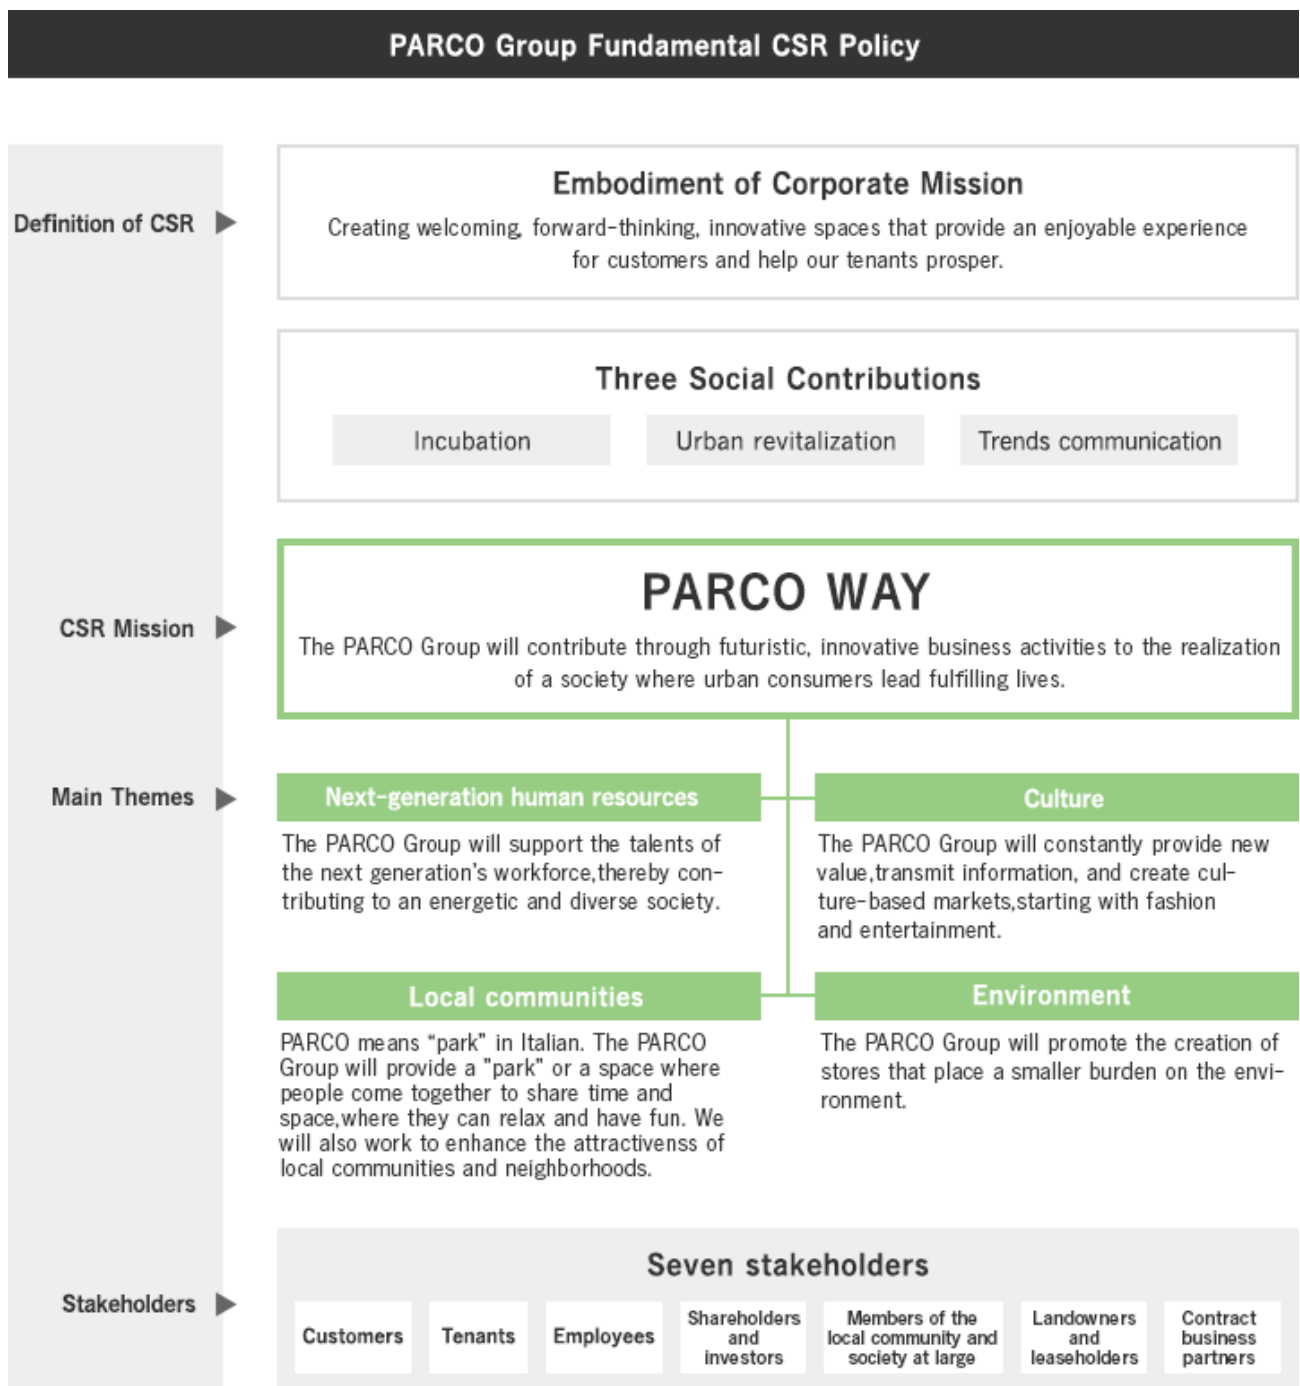 PARCO Group Fundamental CSR Policy
Definition of CSR
Embodiment of Corporate Mission
Creating welcoming, forward-thinking, innovative spaces that provide an enjoyable experience
for customers and help our tenants prosper.
Three Social Contributions
Incubation
Urban revitalization
Trends communication
CSR Mission
PARCO WAY
The PARCO Group will contribute through futuristic, innovative business activities to the realization
of a society where urban consumers lead fulfilling lives.
Main Themes
Next-generation human resources
The PARCO Group will support the talents of
the next generation's workforce,thereby con-
tributing to an energetic and diverse society.
Culture
The PARCO Group will constantly provide new
value,transmit information, and create cul-
ture-based markets,starting with fashion
and entertainment.
Local communities
PARCO means “park” in Italian. The PARCO
Group will provide a "park" or a space where
people come together to share time and
space,where they can relax and have fun. We
will also work to enhance the attractivenss of
local communities and neighborhoods.
Environment
The PARCO Group will promote the creation of
stores that place a smaller burden on the envi-
ronment.
Stakeholders
Seven stakeholders
Customers
Tenants
Employees
Shareholders
and
investors
Members of the
local community and
society at large
Landowners
and
leaseholders
Contract
business
partners